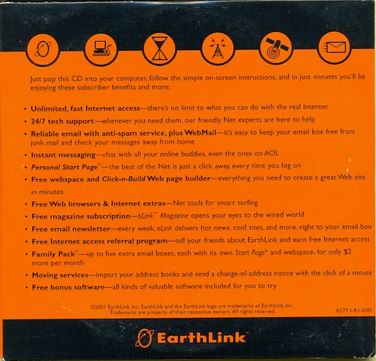 Just pop this CD into your computer, follow the simple on-screen instructions, and in just minutes you'll be
enjoying these subscriber benefits and more:
• Unlimited, fast Internet access—there's no limit to what you can do with the real Internet
• 24/7 tech support—whenever you need them, our friendly Net experts are here to help
• Reliable email with anti-spam service, plus WebMail—it's easy to keep your email box free from
junk mail and check your messages away from home
• Instant messaging—chat with all your online buddies, even the ones on AOL
• Personal Start Page™—the best of the Net is just a click away, every time you log on
• Free webspace and Click-n-Build Web page builder—everything you need to create a great Web site
in minutes
• Free Web browsers & Internet extras—Net tools for smart surfing
• Free magazine subscription—bLink™ Magazine opens your eyes to the wired world
• Free email newsletter—every week, eLink delivers hot news, cool sites, and more, right to your email box
• Free Internet access referral program—tell your friends about EarthLink and earn free Internet access
• Family Pack™—up to five extra email boxes, each with its own Start Page® and webspace, for only $2
more per month
• Moving services—import your address books and send a change-of-address notice with the click of a mouse
• Free bonus software—all kinds of valuable software included for you to try
©2001 EarthLink, Inc. EarthLink and the EarthLink logo are trademarks of EarthLink, Inc.
Trademarks are property of their respective owners. All rights reserved.
EarthLink®